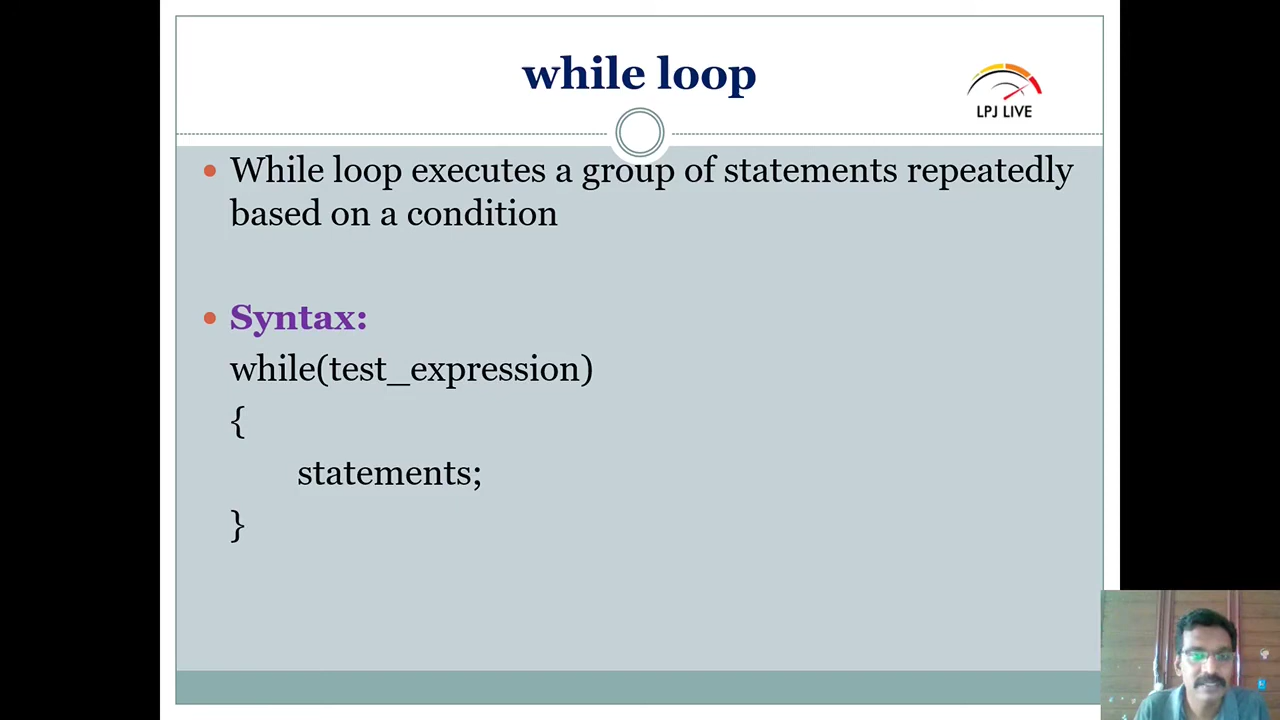 while loop
LPJ LIVE
While loop executes a group of statements repeatedly
based on a condition
Syntax:
while(test_expression)
{
statements;
}